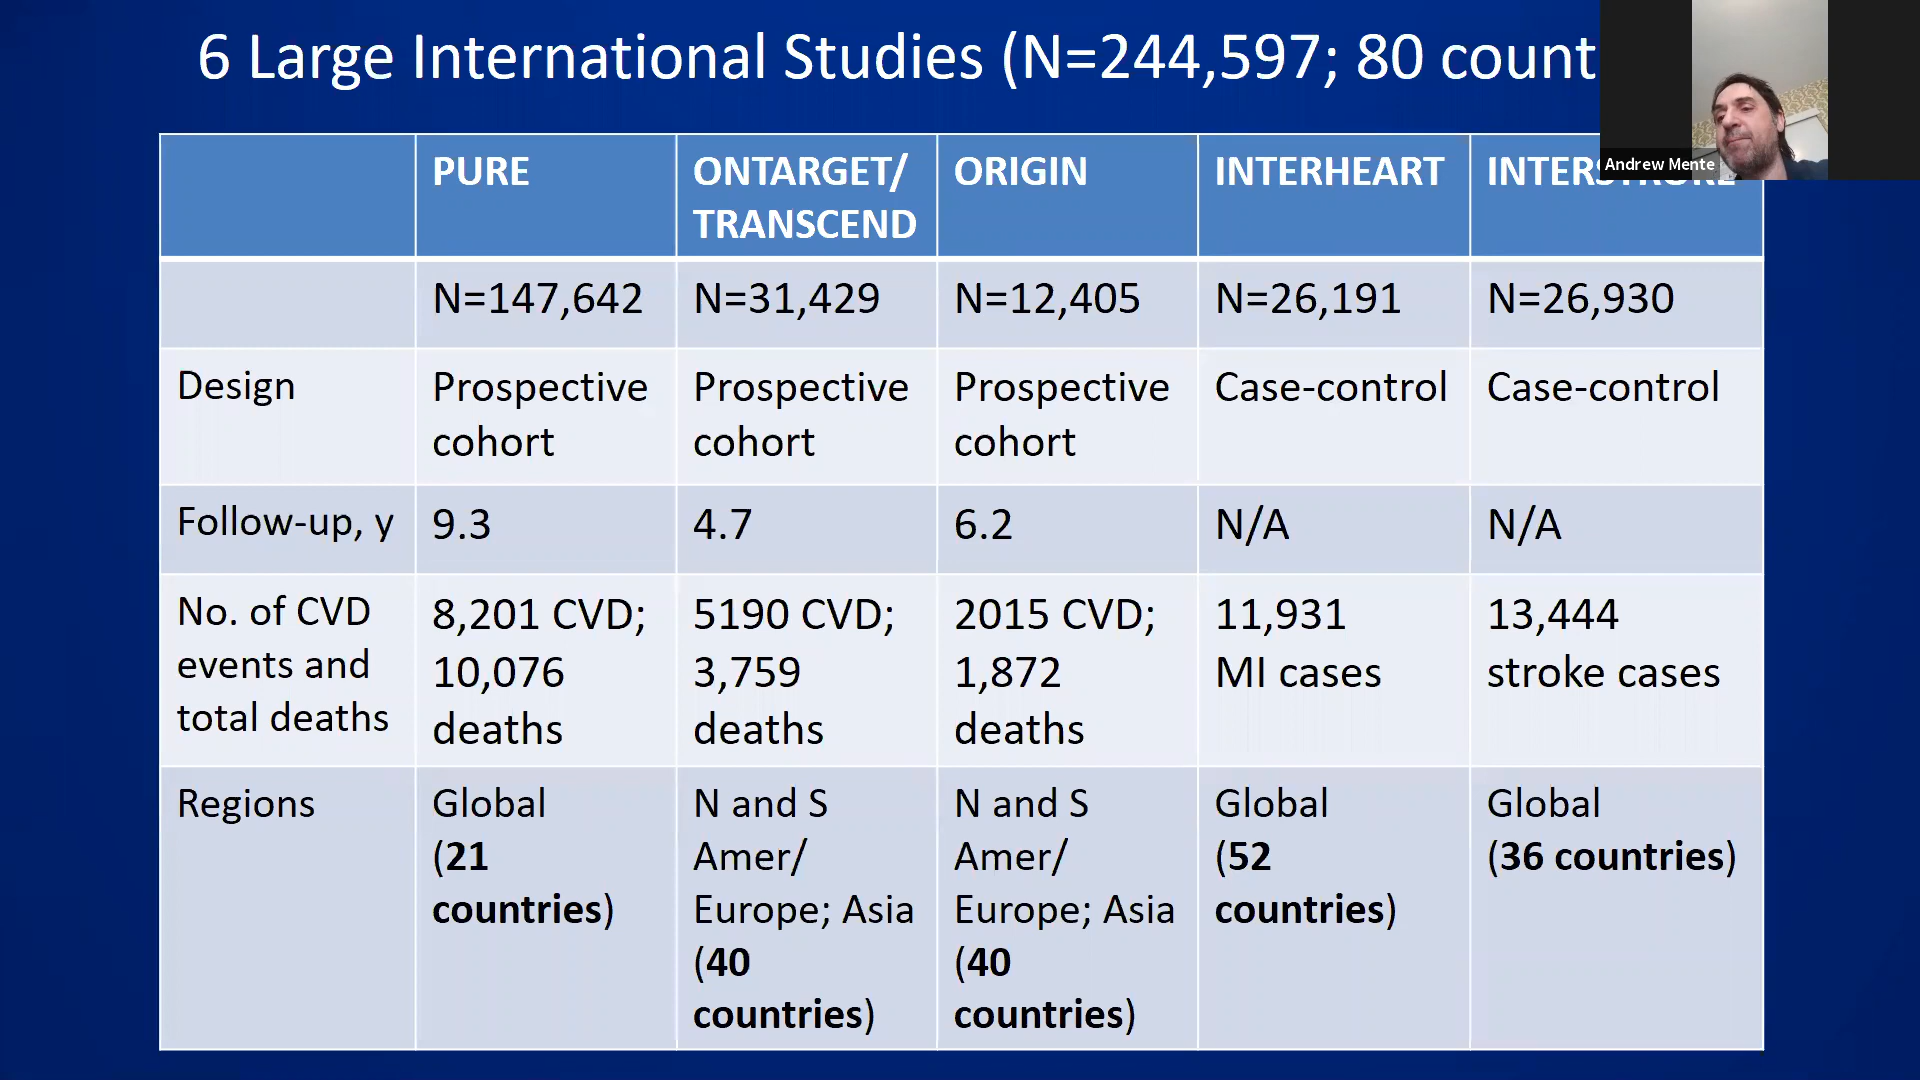 6 Large International Studies (N=244,597; 80 count
Andrew Mente
PURE
ONTARGET/
TRANSCEND
ORIGIN
INTERHEART
N=147,642
N=31,429
N=12,405
N=26,191
N=26,930
Design
Prospective
cohort
Prospective
cohort
Prospective
cohort
Case-control
Case-control
Follow-up, y
9.3
4.7
6.2
N/A
N/A
No. of CVD
events and
total deaths
8,201 CVD;
10,076
deaths
5190 CVD;
3,759
deaths
2015 CVD;
1,872
deaths
11,931
MI cases
13,444
stroke cases
Regions
Global
(21
countries)
N and S
Amer/
Europe; Asia
(40
countries)
N and S
Amer/
Europe; Asia
(40
countries)
Global
(52
countries)
Global
(36 countries)